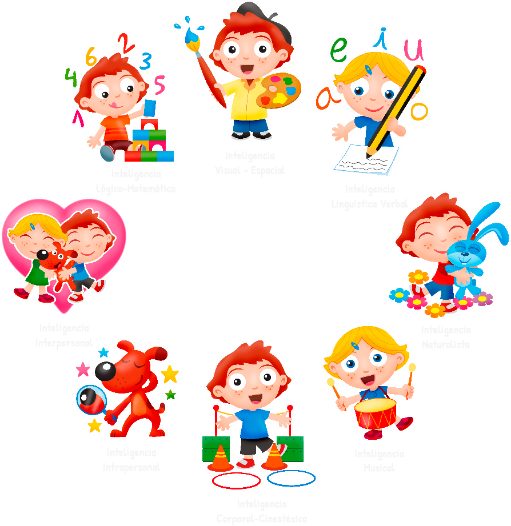 2
6
3
4
5
1
e
i
u
a
o
Inteligencia
Lógico-Matemática
Inteligencia
Visual - Espacial
Inteligencia
Lingüística Verbal
Inteligencia
Interpersonal
Inteligencia
Naturalista
Inteligencia
Intrapersonal
Inteligencia
Musical
Inteligencia
Corporal-Cinestésica